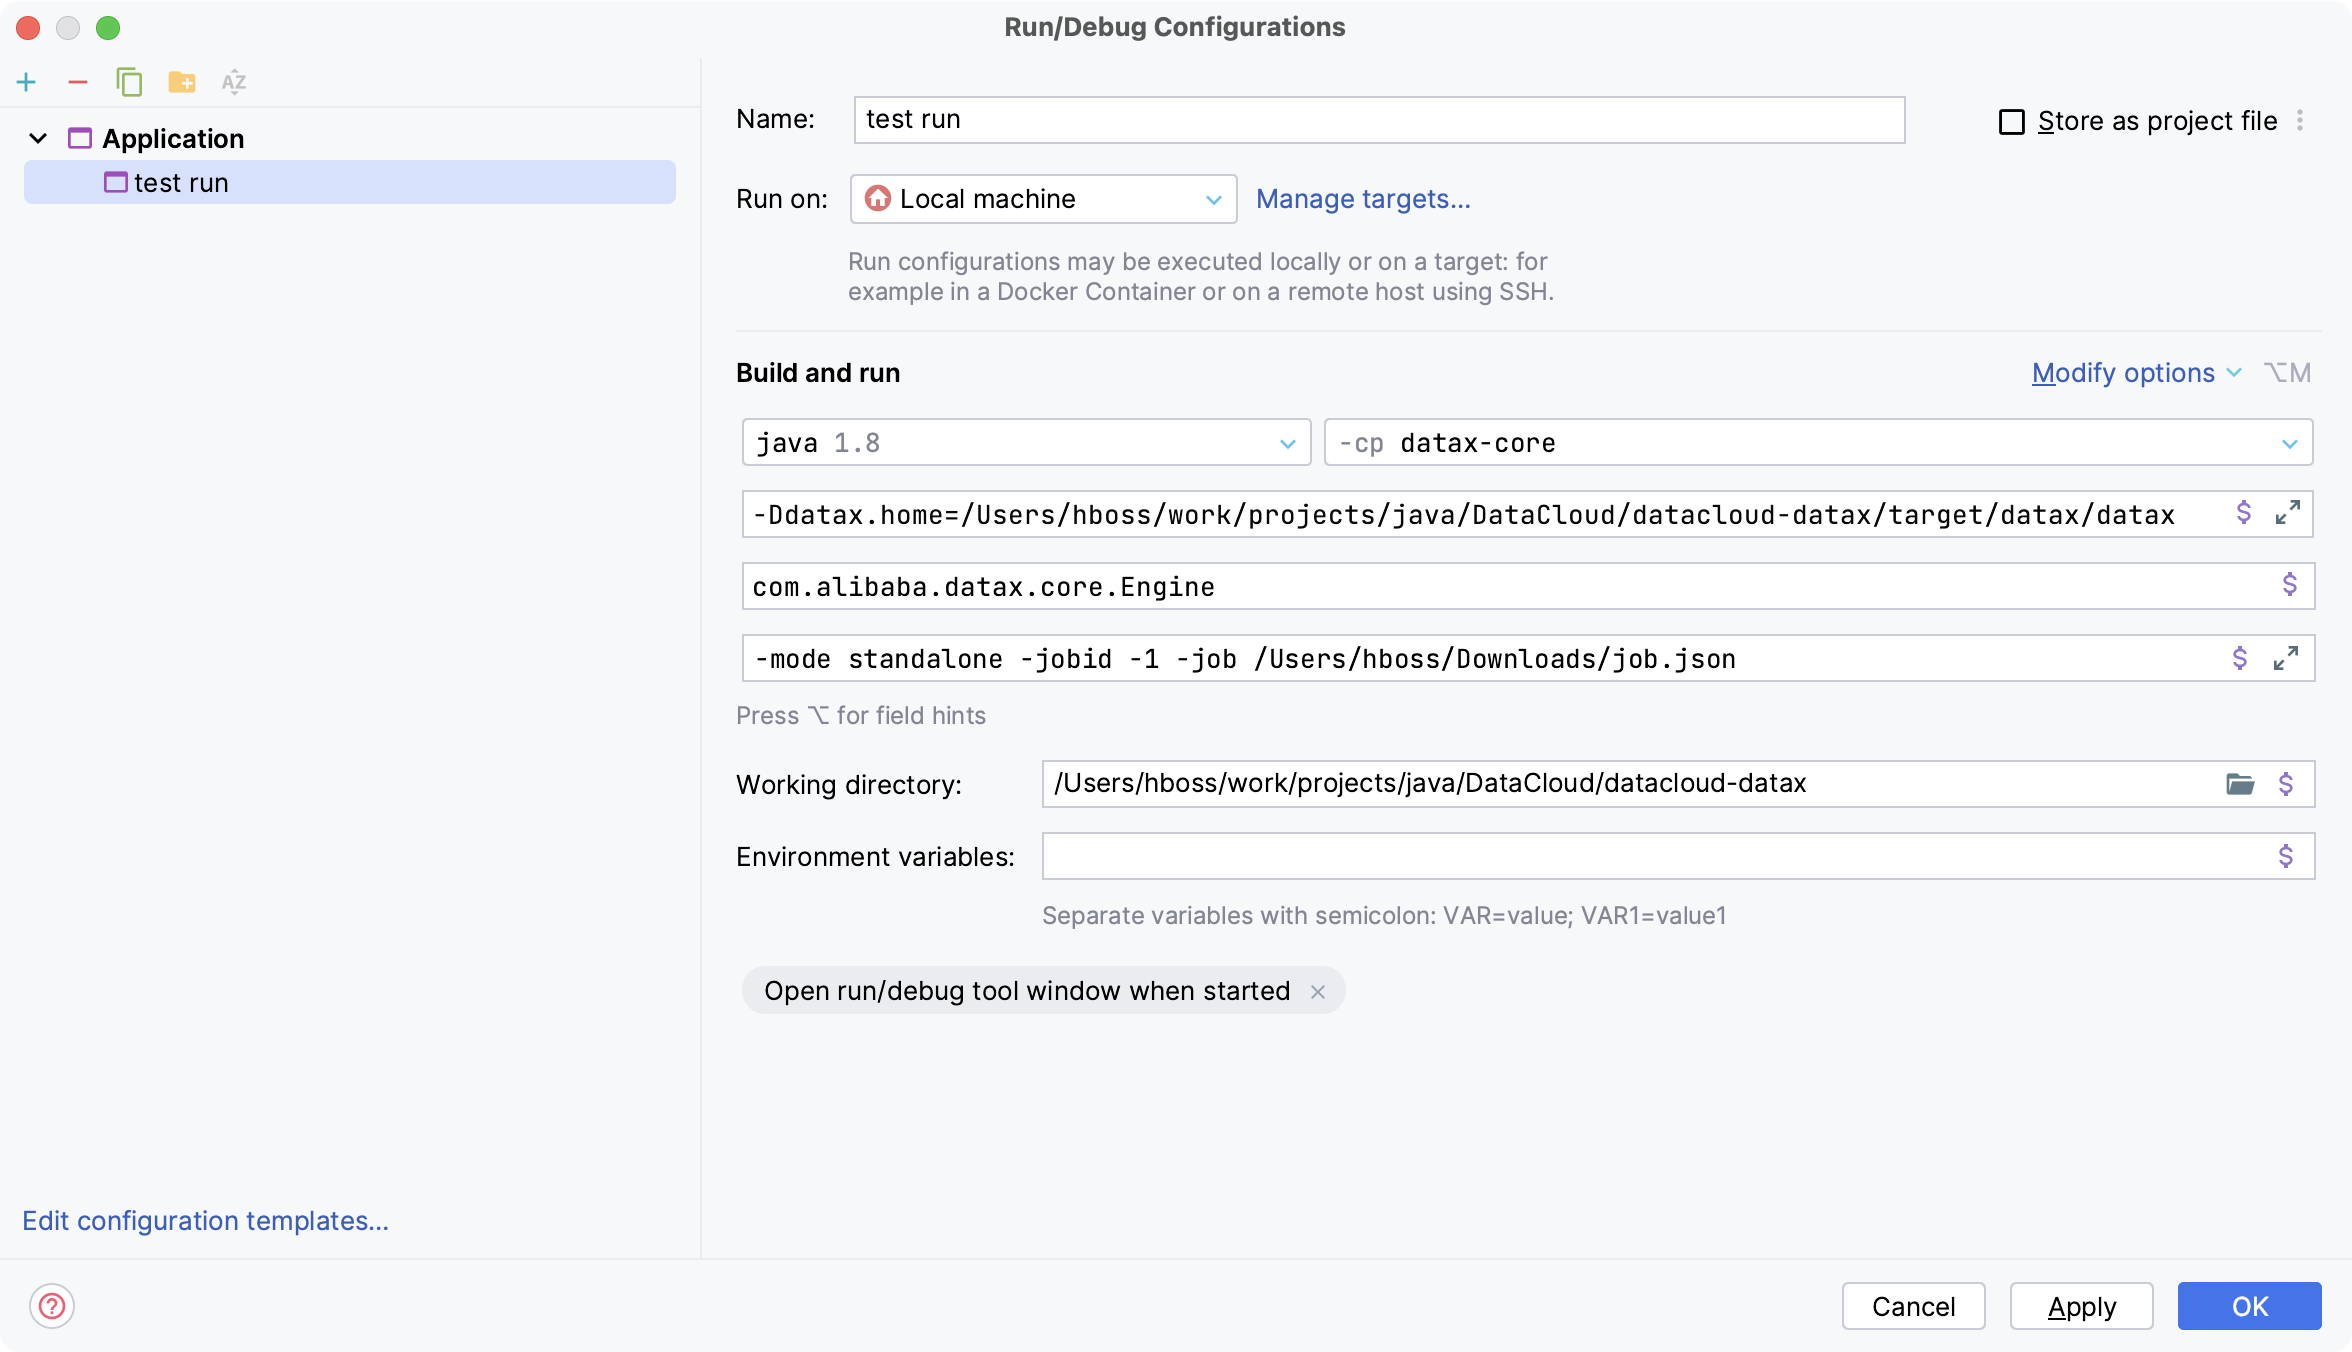 Run/Debug Configurations
AZ
Application
test run
Edit configuration templates...
Name: test run
Store as project file
Run on: Local machine Manage targets...
Run configurations may be executed locally or on a target: for
example in a Docker Container or on a remote host using SSH.
Build and run
Modify options ⌥M
java 1.8 -cp datax-core
-Ddatax.home=/Users/hboss/work/projects/java/DataCloud/datacloud-datax/target/datax/datax $
com.alibaba.datax.core.Engine $
-mode standalone -jobid -1 -job /Users/hboss/Downloads/job.json $
Press ⌥ for field hints
Working directory: /Users/hboss/work/projects/java/DataCloud/datacloud-datax $
Environment variables: $
Separate variables with semicolon: VAR=value; VAR1=value1
Open run/debug tool window when started ×
? Cancel Apply OK